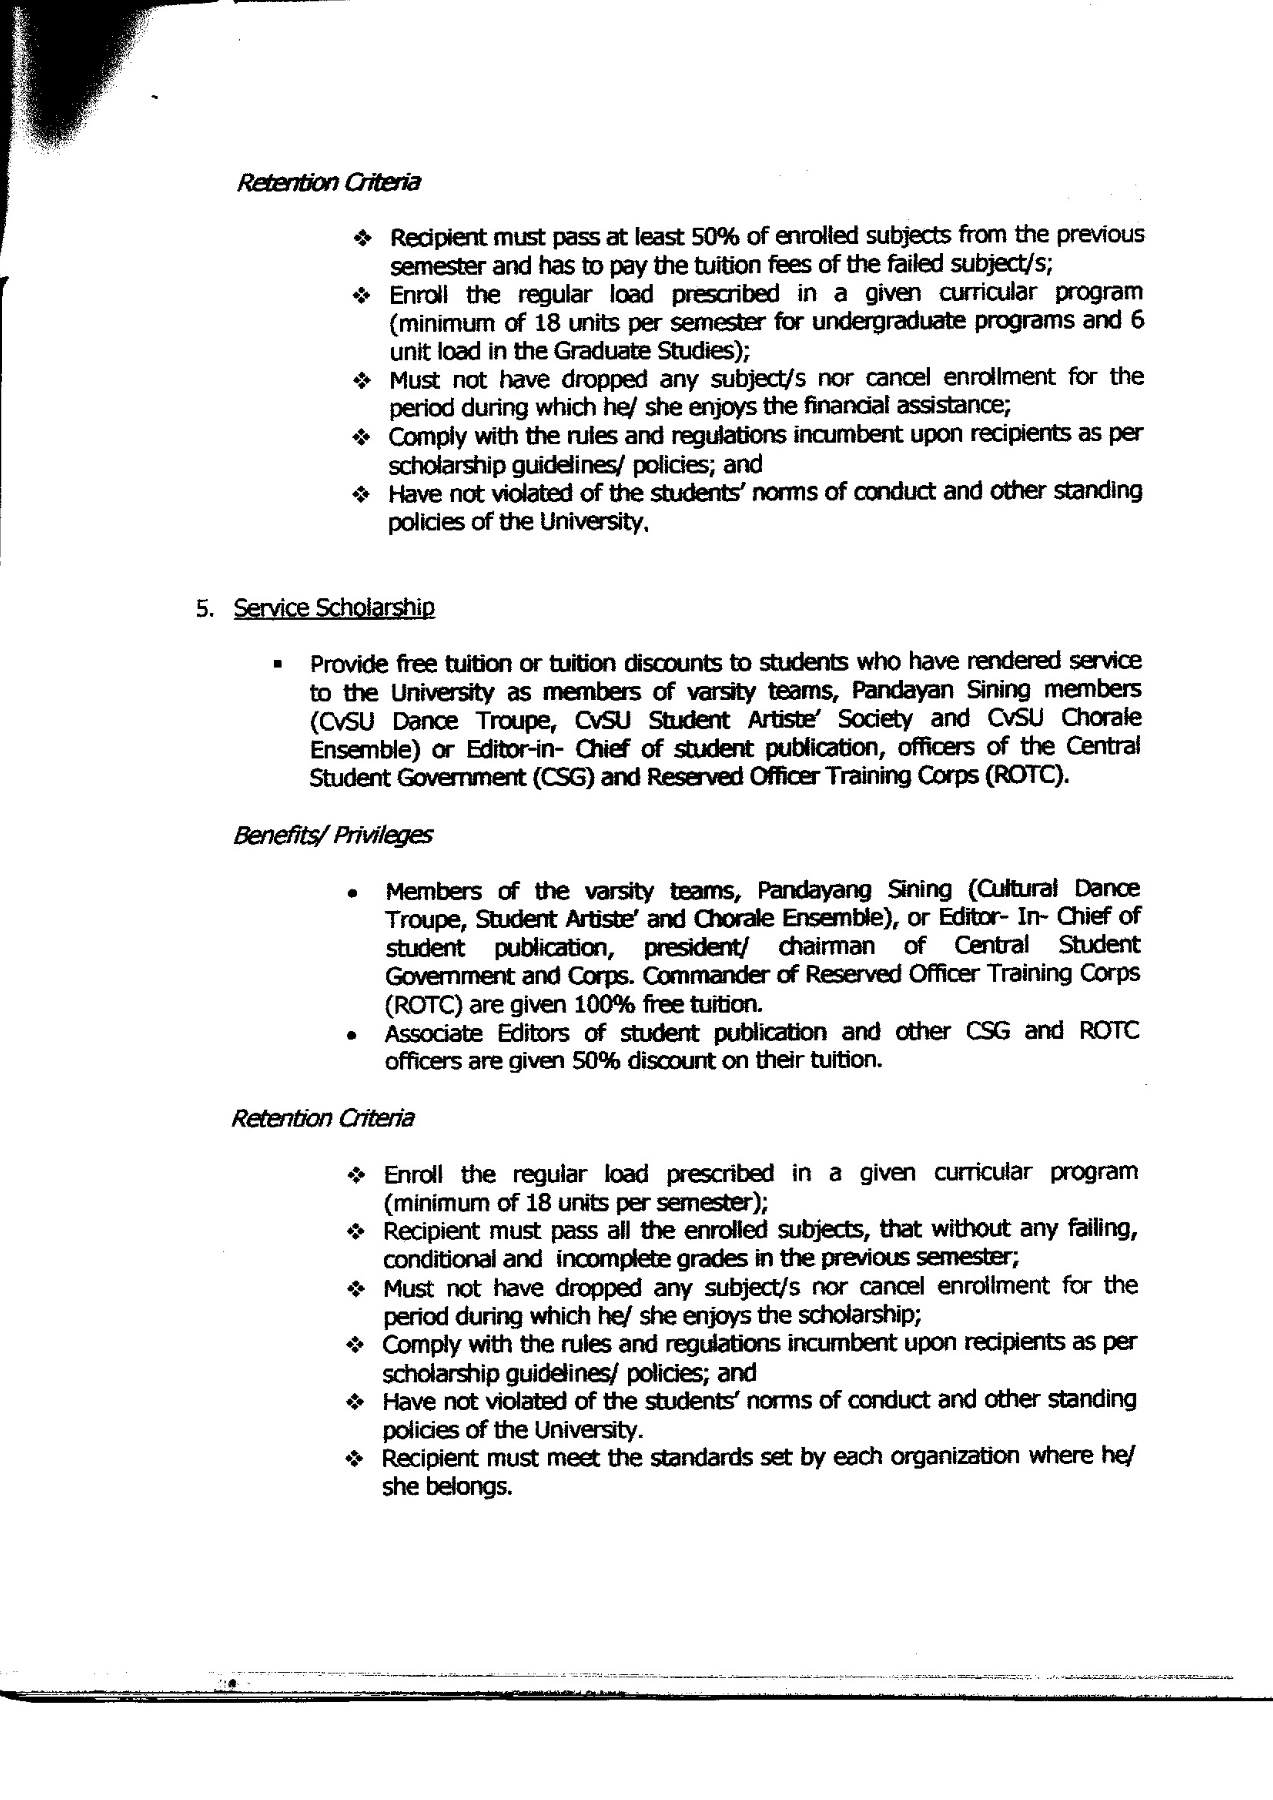 Retention Criteria
❖ Recipient must pass at least 50% of enrolled subjects from the previous
semester and has to pay the tuition fees of the failed subject/s;
❖ Enroll the regular load prescribed in a given curricular program
(minimum of 18 units per semester for undergraduate programs and 6
unit load in the Graduate Studies);
❖ Must not have dropped any subject/s nor cancel enrollment for the
period during which he/ she enjoys the financial assistance;
❖ Comply with the rules and regulations incumbent upon recipients as per
scholarship guidelines/ policies; and
❖ Have not violated of the students' norms of conduct and other standing
policies of the University.
5. Service Scholarship
▪ Provide free tuition or tuition discounts to students who have rendered service
to the University as members of varsity teams, Pandayan Sining members
(CvSU Dance Troupe, CvSU Student Artiste' Society and CvSU Chorale
Ensemble) or Editor-in- Chief of student publication, officers of the Central
Student Government (CSG) and Reserved Officer Training Corps (ROTC).
Benefits/ Privileges
• Members of the varsity teams, Pandayang Sining (Cultural Dance
Troupe, Student Artiste' and Chorale Ensemble), or Editor- In- Chief of
student publication, president/ chairman of Central Student
Government and Corps. Commander of Reserved Officer Training Corps
(ROTC) are given 100% free tuition.
• Associate Editors of student publication and other CSG and ROTC
officers are given 50% discount on their tuition.
Retention Criteria
❖ Enroll the regular load prescribed in a given curricular program
(minimum of 18 units per semester);
❖ Recipient must pass all the enrolled subjects, that without any failing,
conditional and incomplete grades in the previous semester;
❖ Must not have dropped any subject/s nor cancel enrollment for the
period during which he/ she enjoys the scholarship;
❖ Comply with the rules and regulations incumbent upon recipients as per
scholarship guidelines/ policies; and
❖ Have not violated of the students' norms of conduct and other standing
policies of the University.
❖ Recipient must meet the standards set by each organization where he/
she belongs.